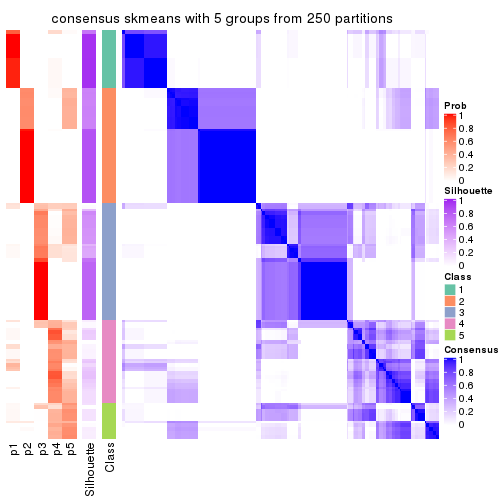 consensus skmeans with 5 groups from 250 partitions
Prob
1
0.8
0.6
0.4
0.2
0
Silhouette
1
0.8
0.6
0.4
0.2
0
Class
1
2
3
4
5
Consensus
1
0.8
0.6
0.4
0.2
0
p1
p2
p3
p4
p5
Silhouette
Class